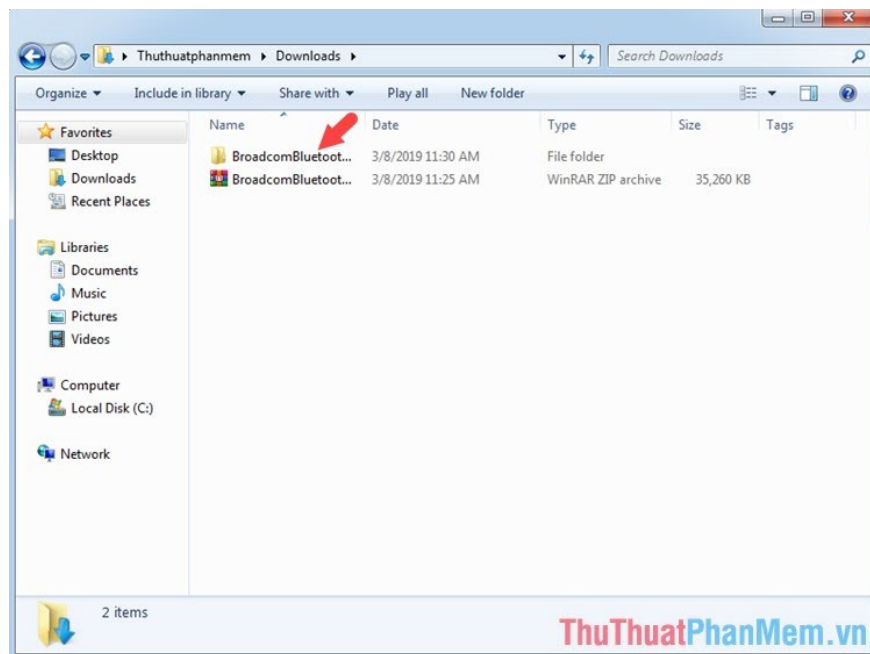 Thuthuatphanmem Downloads Search Downloads
Organize Include in library Share with Play all New folder
Favorites
Desktop
Downloads
Recent Places
Libraries
Documents
Music
Pictures
Videos
Computer
Local Disk (C:)
Network
Name Date Type Size Tags
BroadcomBluetoot... 3/8/2019 11:30 AM File folder
BroadcomBluetoot... 3/8/2019 11:25 AM WinRAR ZIP archive 35,260 KB
2 items
ThuThuatPhanMem.vn